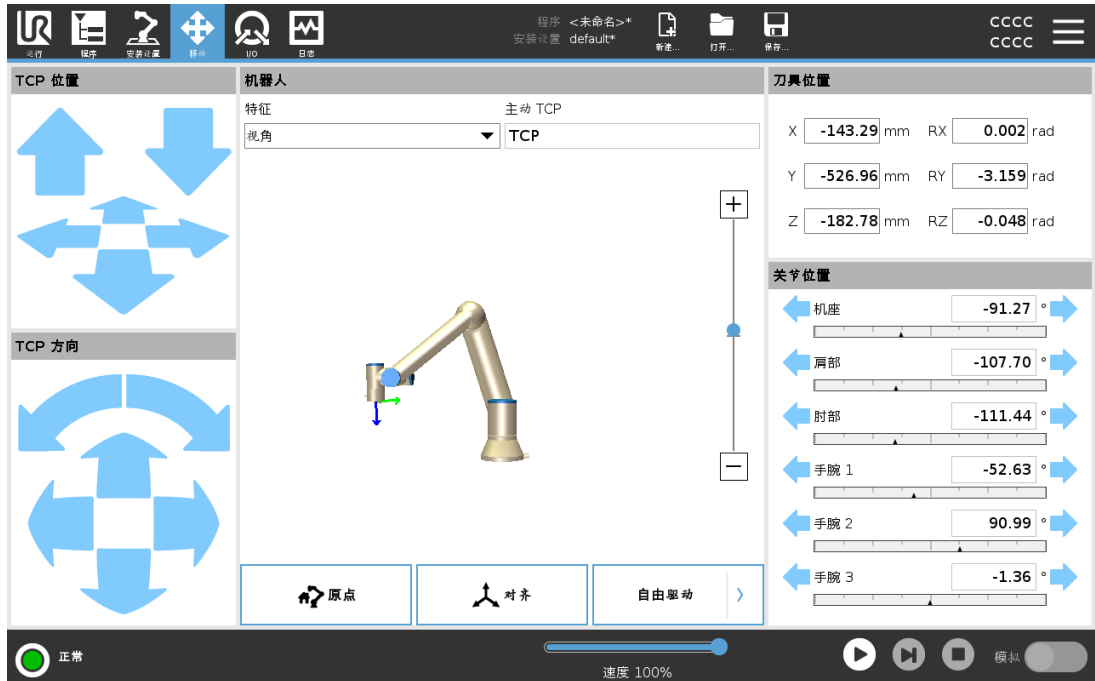 UR
运行
程序
安装设置
移动
I/O
日志
程序 <未命名>*
安装设置 default*
新建...
打开...
保存...
CCCC
CCCC
TCP 位置
TCP 方向
机器人
特征
主动 TCP
视角
TCP
原点
对齐
自由驱动
刀具位置
X -143.29 mm RX 0.002 rad
Y -526.96 mm RY -3.159 rad
Z -182.78 mm RZ -0.048 rad
关节位置
机座 -91.27 °
肩部 -107.70 °
肘部 -111.44 °
手腕 1 -52.63 °
手腕 2 90.99 °
手腕 3 -1.36 °
正常
速度 100%
模拟